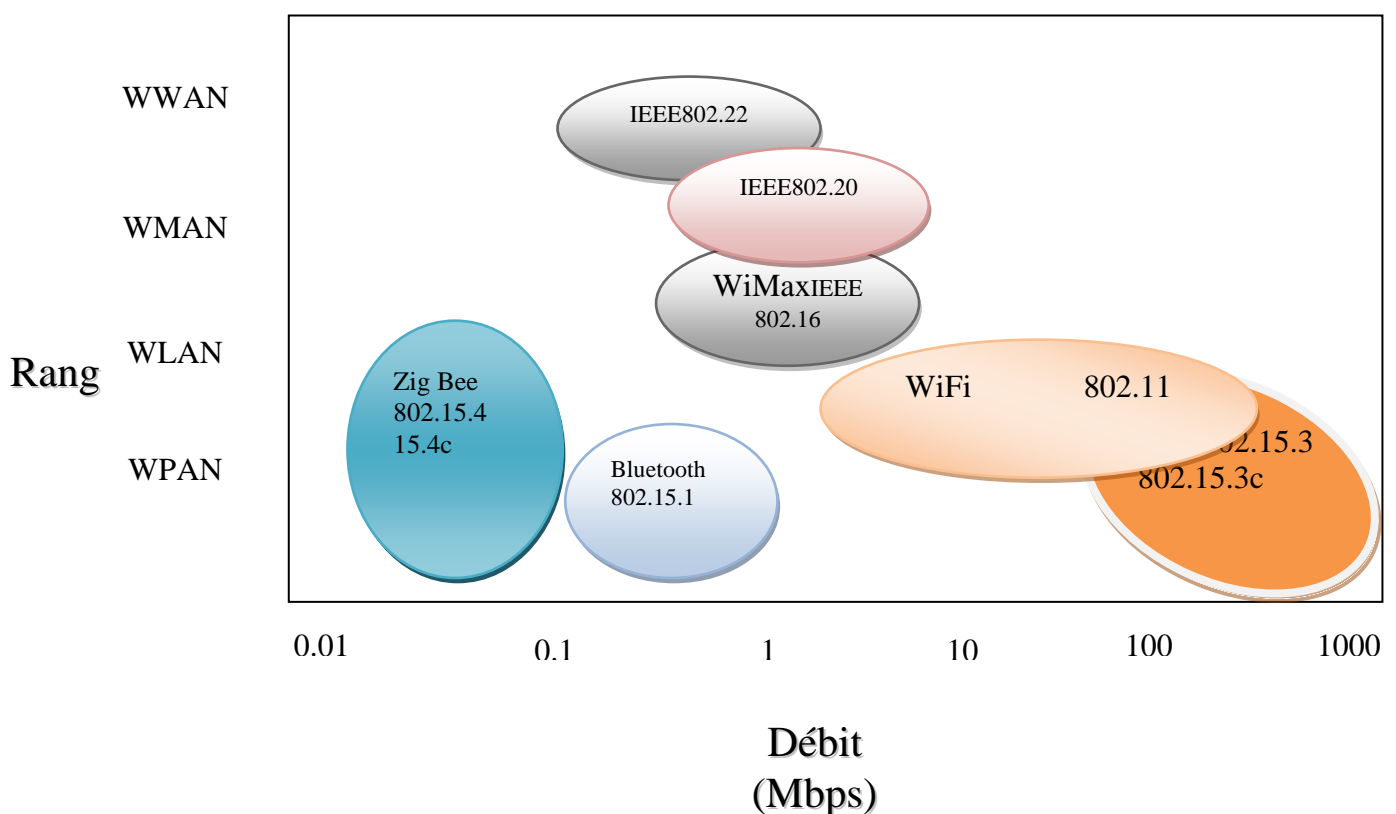 WWAN
IEEE802.22
IEEE802.20
WMAN
WiMaxIEEE
802.16
WLAN
Rang
Zig Bee
802.15.4
15.4c
WiFi 802.11
802.15.3c
WPAN
Bluetooth
802.15.1
0.01 0.1 1 10 100 1000
Débit
(Mbps)